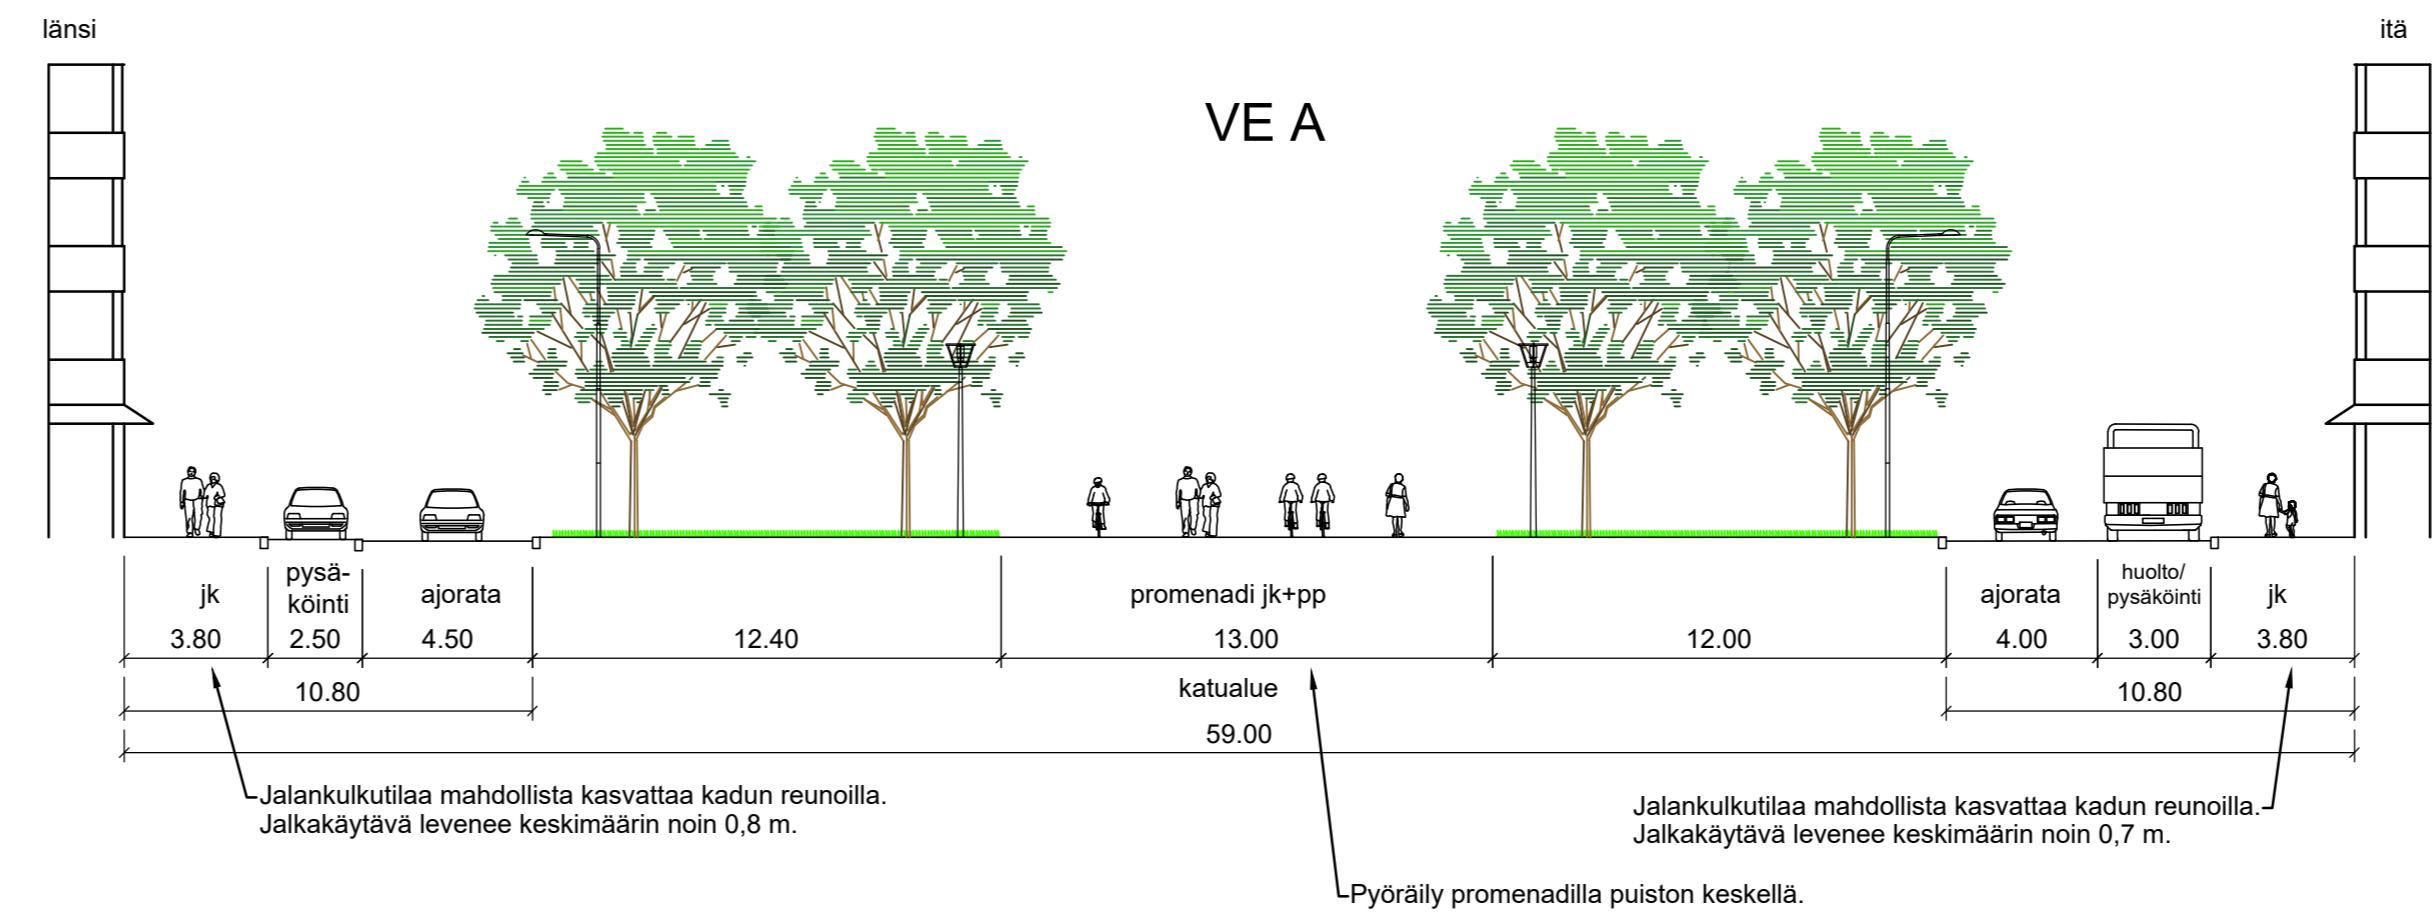 länsi
itä
VE A
jk
pysä-
köinti
ajorata
promenadi jk+pp
ajorata
huolto/
pysäköinti
jk
3.80
2.50
4.50
12.40
13.00
12.00
4.00
3.00
3.80
10.80
katualue
10.80
59.00
Jalankulkutilaa mahdollista kasvattaa kadun reunoilla.
Jalkakäytävä levenee keskimäärin noin 0,8 m.
Jalankulkutilaa mahdollista kasvattaa kadun reunoilla.
Jalkakäytävä levenee keskimäärin noin 0,7 m.
Pyöräily promenadilla puiston keskellä.